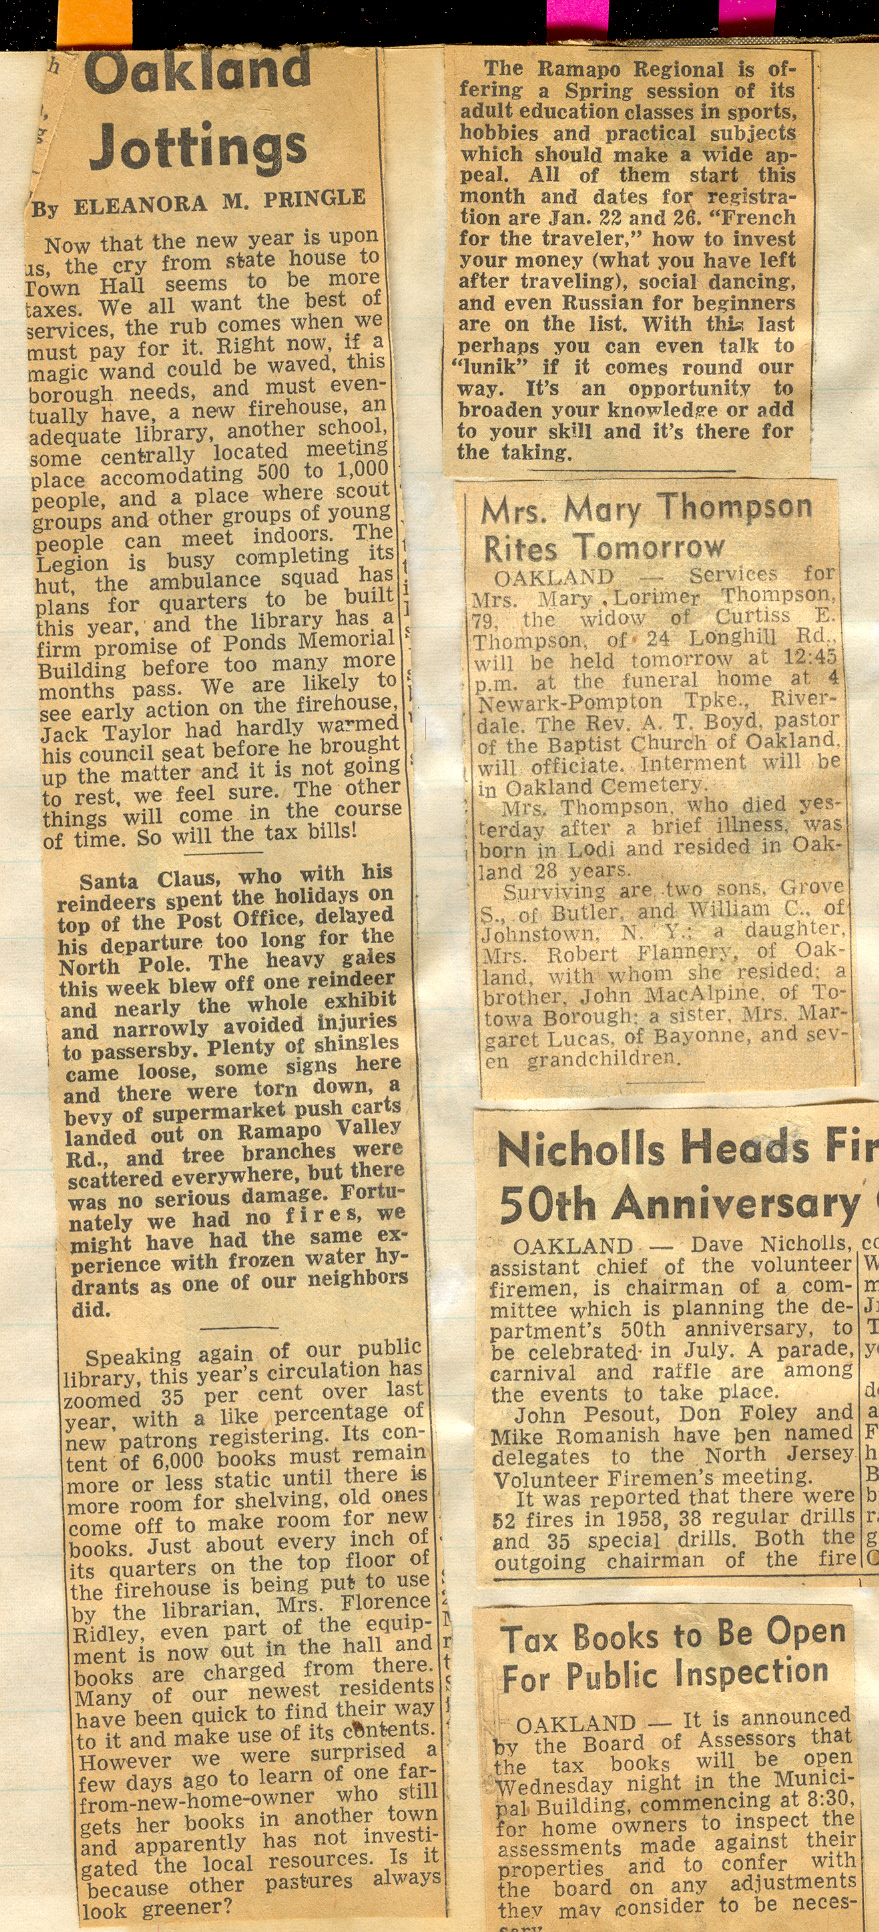 Oakland
Jottings
By ELEANORA M. PRINGLE
Now that the new year is upon
us, the cry from state house to
Town Hall seems to be more
taxes. We all want the best of
services, the rub comes when we
must pay for it. Right now, if a
magic wand could be waved, this
borough needs, and must even-
tually have, a new firehouse, an
adequate library, another school,
some centrally located meeting
place accomodating 500 to 1,000
people, and a place where scout
groups and other groups of young
people can meet indoors. The
Legion is busy completing its
hut, the ambulance squad has
plans for quarters to be built
this year, and the library has a
firm promise of Ponds Memorial
Building before too many more
months pass. We are likely to
see early action on the firehouse,
Jack Taylor had hardly warmed
his council seat before he brought
up the matter and it is not going
to rest, we feel sure. The other
things will come in the course
of time. So will the tax bills!
Santa Claus, who with his
reindeers spent the holidays on
top of the Post Office, delayed
his departure too long for the
North Pole. The heavy gales
this week blew off one reindeer
and nearly the whole exhibit
and narrowly avoided injuries
to passersby. Plenty of shingles
came loose, some signs here
and there were torn down, a
bevy of supermarket push carts
landed out on Ramapo Valley
Rd., and tree branches were
scattered everywhere, but there
was no serious damage. Fortu-
nately we had no fires, we
might have had the same ex-
perience with frozen water hy-
drants as one of our neighbors
did.
Speaking again of our public
library, this year's circulation has
zoomed 35 per cent over last
year, with a like percentage of
new patrons registering. Its con-
tent of 6,000 books must remain
more or less static until there is
more room for shelving, old ones
come off to make room for new
books. Just about every inch of
its quarters on the top floor of
the firehouse is being put to use
by the librarian, Mrs. Florence
Ridley, even part of the equip-
ment is now out in the hall and
books are charged from there.
Many of our newest residents
have been quick to find their way
to it and make use of its contents.
However we were surprised a
few days ago to learn of one far-
from-new-home-owner who still
gets her books in another town
and apparently has not investi-
gated the local resources. Is it
because other pastures always
look greener?
The Ramapo Regional is of-
fering a Spring session of its
adult education classes in sports,
hobbies and practical subjects
which should make a wide ap-
peal. All of them start this
month and dates for registra-
tion are Jan. 22 and 26. "French
for the traveler," how to invest
your money (what you have left
after traveling), social dancing,
and even Russian for beginners
are on the list. With this last
perhaps you can even talk to
"lunik" if it comes round our
way. It's an opportunity to
broaden your knowledge or add
to your skill and it's there for
the taking.
Mrs. Mary Thompson
Rites Tomorrow
OAKLAND — Services for
Mrs. Mary Lorimer Thompson,
79, the widow of Curtiss E.
Thompson, of 24 Longhill Rd.,
will be held tomorrow at 12:45
p.m. at the funeral home at 4
Newark-Pompton Tpke., River-
dale. The Rev. A. T. Boyd, pastor
of the Baptist Church of Oakland,
will officiate. Interment will be
in Oakland Cemetery.
Mrs. Thompson, who died yes-
terday after a brief illness, was
born in Lodi and resided in Oak-
land 28 years.
Surviving are two sons, Grove
S., of Butler, and William C., of
Johnstown, N. Y.; a daughter,
Mrs. Robert Flannery, of Oak-
land, with whom she resided; a
brother, John MacAlpine, of To-
towa Borough; a sister, Mrs. Mar-
garet Lucas, of Bayonne, and sev-
en grandchildren.
Nicholls Heads Fir
50th Anniversary
OAKLAND — Dave Nicholls,
assistant chief of the volunteer
firemen, is chairman of a com-
mittee which is planning the de-
partment's 50th anniversary, to
be celebrated in July. A parade,
carnival and raffle are among
the events to take place.
John Pesout, Don Foley and
Mike Romanish have ben named
delegates to the North Jersey
Volunteer Firemen's meeting.
It was reported that there were
52 fires in 1958, 38 regular drills
and 35 special drills. Both the
outgoing chairman of the fire
Tax Books to Be Open
For Public Inspection
OAKLAND — It is announced
by the Board of Assessors that
the tax books will be open
Wednesday night in the Munici-
pal Building, commencing at 8:30,
for home owners to inspect the
assessments made against their
properties and to confer with
the board on any adjustments
they may consider to be neces-
sary.